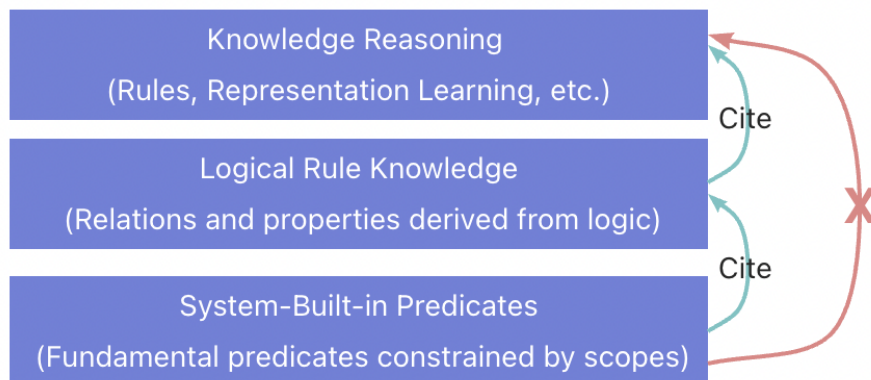 Knowledge Reasoning
(Rules, Representation Learning, etc.)
Cite
Logical Rule Knowledge
(Relations and properties derived from logic)
X
Cite
System-Built-in Predicates
(Fundamental predicates constrained by scopes)